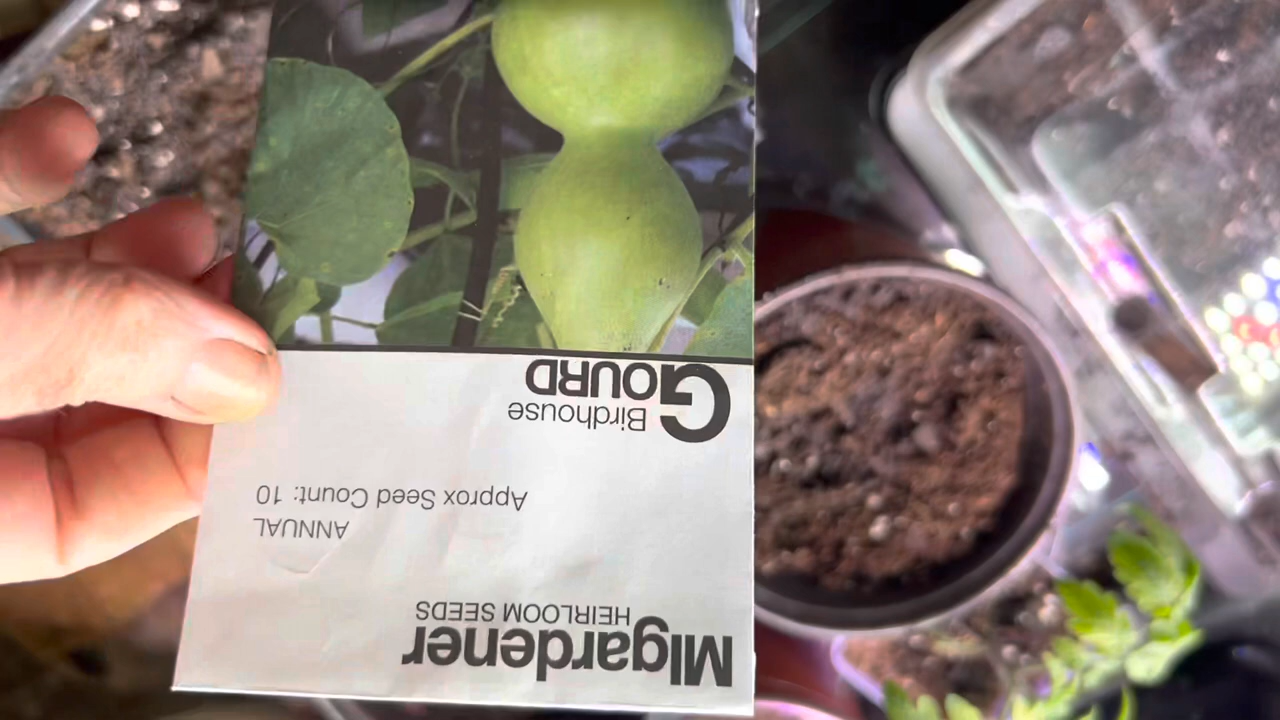 MIgardener
HEIRLOOM SEEDS
ANNUAL
Approx Seed Count: 10
Birdhouse
GOURD